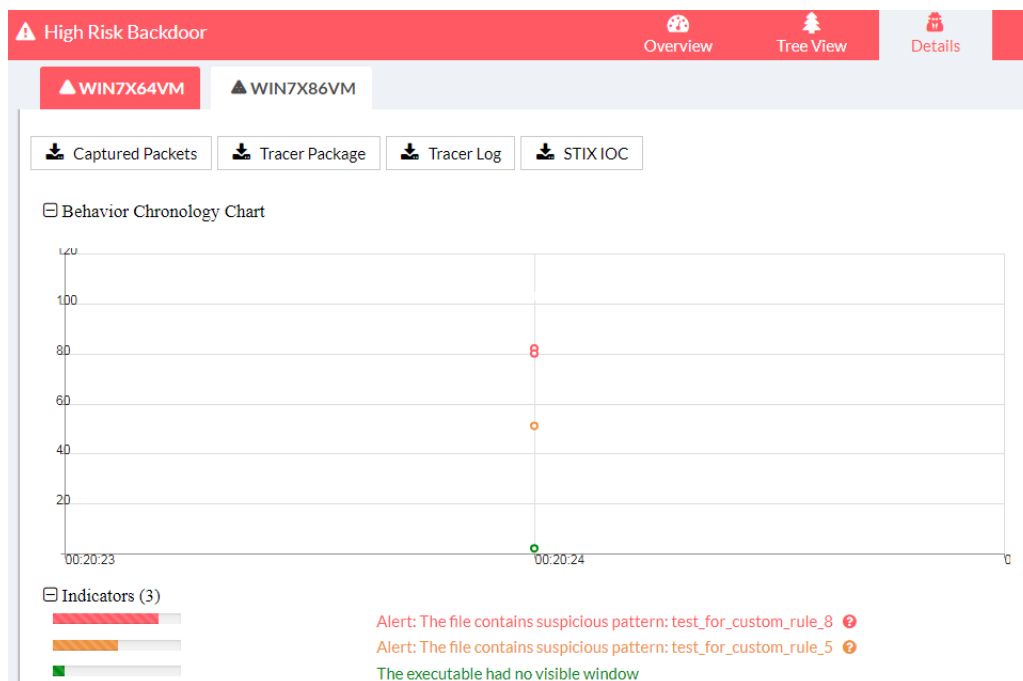 High Risk Backdoor
Overview
Tree View
Details
WIN7X64VM
WIN7X86VM
Captured Packets
Tracer Package
Tracer Log
STIX IOC
Behavior Chronology Chart
120
100
80
60
40
20
00:20:23
00:20:24
Indicators (3)
Alert: The file contains suspicious pattern: test_for_custom_rule_8
Alert: The file contains suspicious pattern: test_for_custom_rule_5
The executable had no visible window